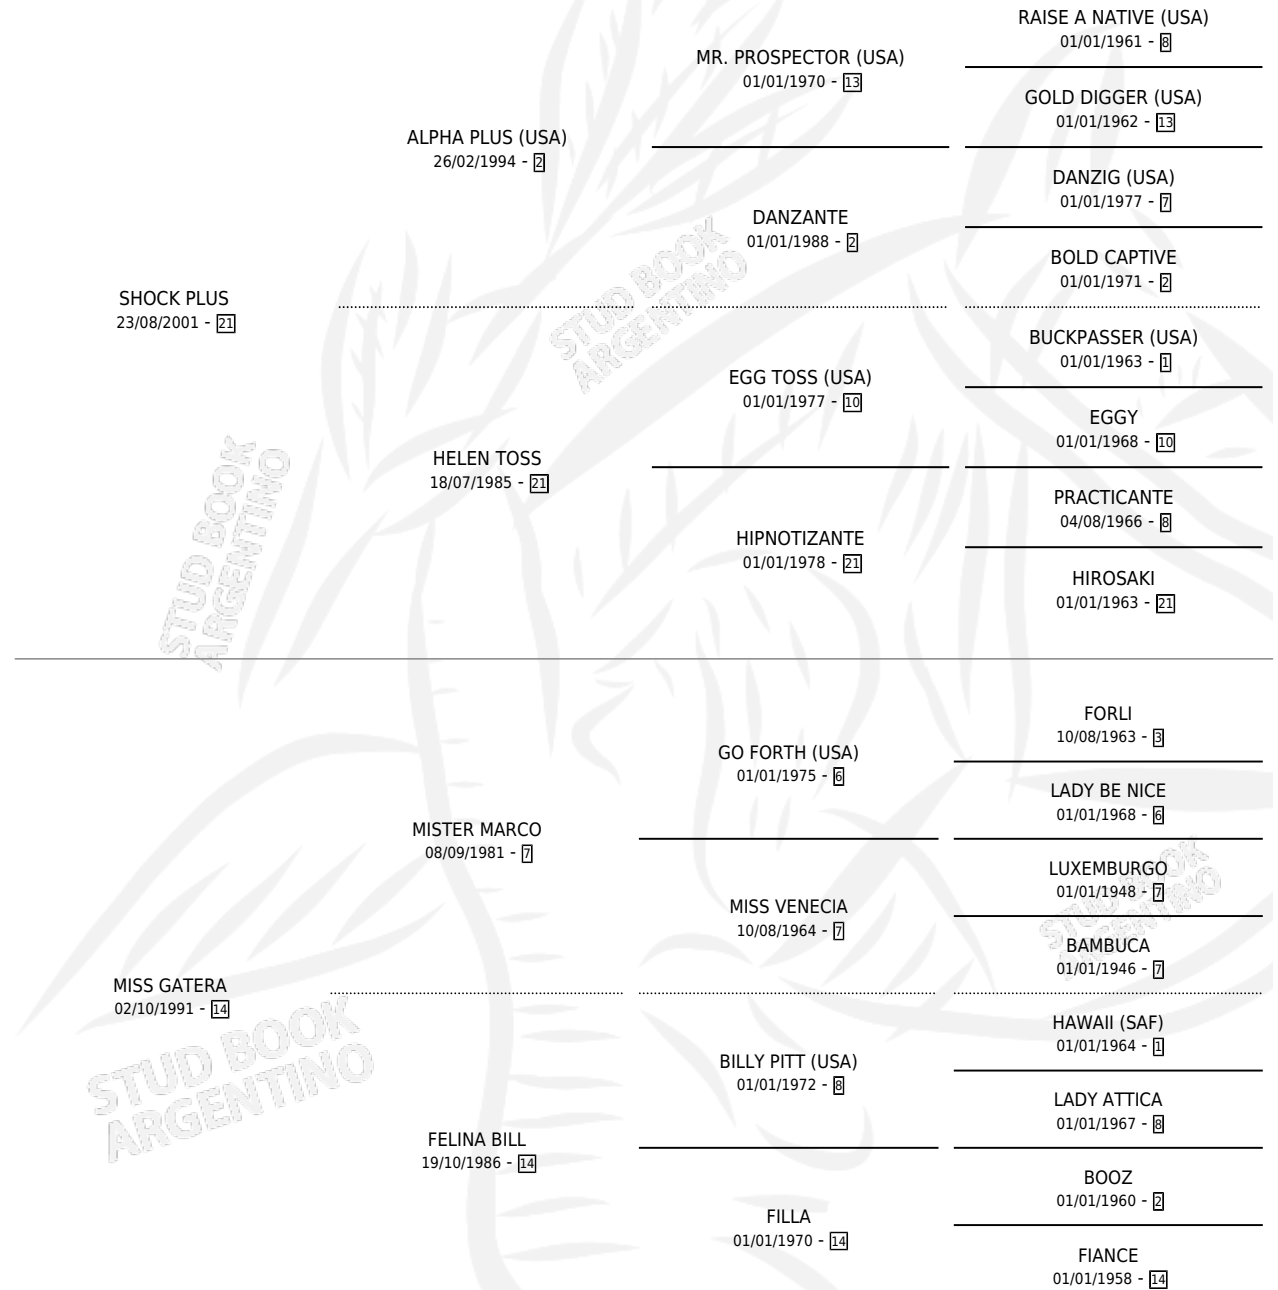 RAISE A NATIVE (USA)
01/01/1961 - 8
MR. PROSPECTOR (USA)
01/01/1970 - 13
GOLD DIGGER (USA)
01/01/1962 - 13
ALPHA PLUS (USA)
26/02/1994 - 2
DANZIG (USA)
01/01/1977 - 7
DANZANTE
01/01/1988 - 2
BOLD CAPTIVE
01/01/1971 - 2
SHOCK PLUS
23/08/2001 - 21
STUD BOOK
ARGENTINO
BUCKPASSER (USA)
01/01/1963 - 1
EGG TOSS (USA)
01/01/1977 - 10
EGGY
01/01/1968 - 10
HELEN TOSS
18/07/1985 - 21
PRACTICANTE
04/08/1966 - 8
HIPNOTIZANTE
01/01/1978 - 21
HIROSAKI
01/01/1963 - 21
STUD BOOK
ARGENTINO
FORLI
10/08/1963 - 3
GO FORTH (USA)
01/01/1975 - 6
LADY BE NICE
01/01/1968 - 6
MISTER MARCO
08/09/1981 - 7
LUXEMBURGO
01/01/1948 - 7
MISS VENECIA
10/08/1964 - 7
BAMBUCA
01/01/1946 - 7
STUD BOOK
ARGENTINO
MISS GATERA
02/10/1991 - 14
HAWAII (SAF)
01/01/1964 - 1
BILLY PITT (USA)
01/01/1972 - 8
LADY ATTICA
01/01/1967 - 8
STUD BOOK
ARGENTINO
FELINA BILL
19/10/1986 - 14
BOOZ
01/01/1960 - 2
FILLA
01/01/1970 - 14
FIANCE
01/01/1958 - 14